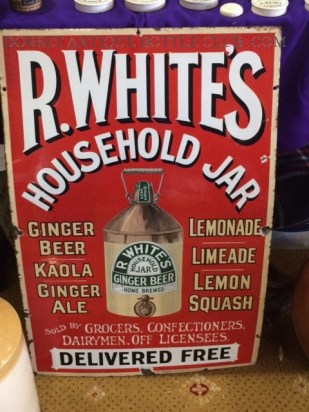 R.WHITE'S
HOUSEHOLD JAR
GINGER
BEER
KAOLA
GINGER
ALE
LEMONADE
LIMEADE
LEMON
SQUASH
R.WHITE'S
HOUSEHOLD
JAR
GINGER BEER
HOME BREWED
SOLD BY GROCERS, CONFECTIONERS,
DAIRYMEN, OFF LICENSEES.
DELIVERED FREE